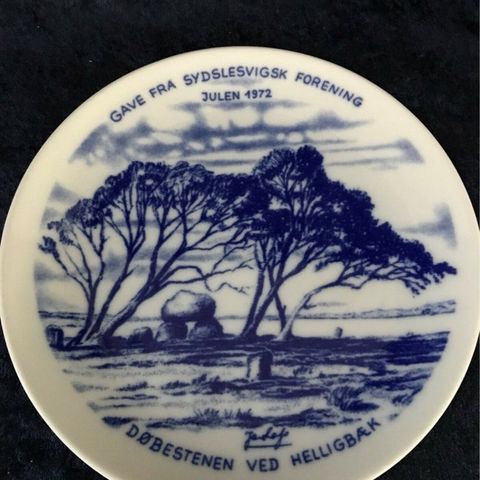 GAVE FRA SYDSLESVIGSK FORENING
JULEN 1972
DØBESTENEN VED HELLIGBÆK